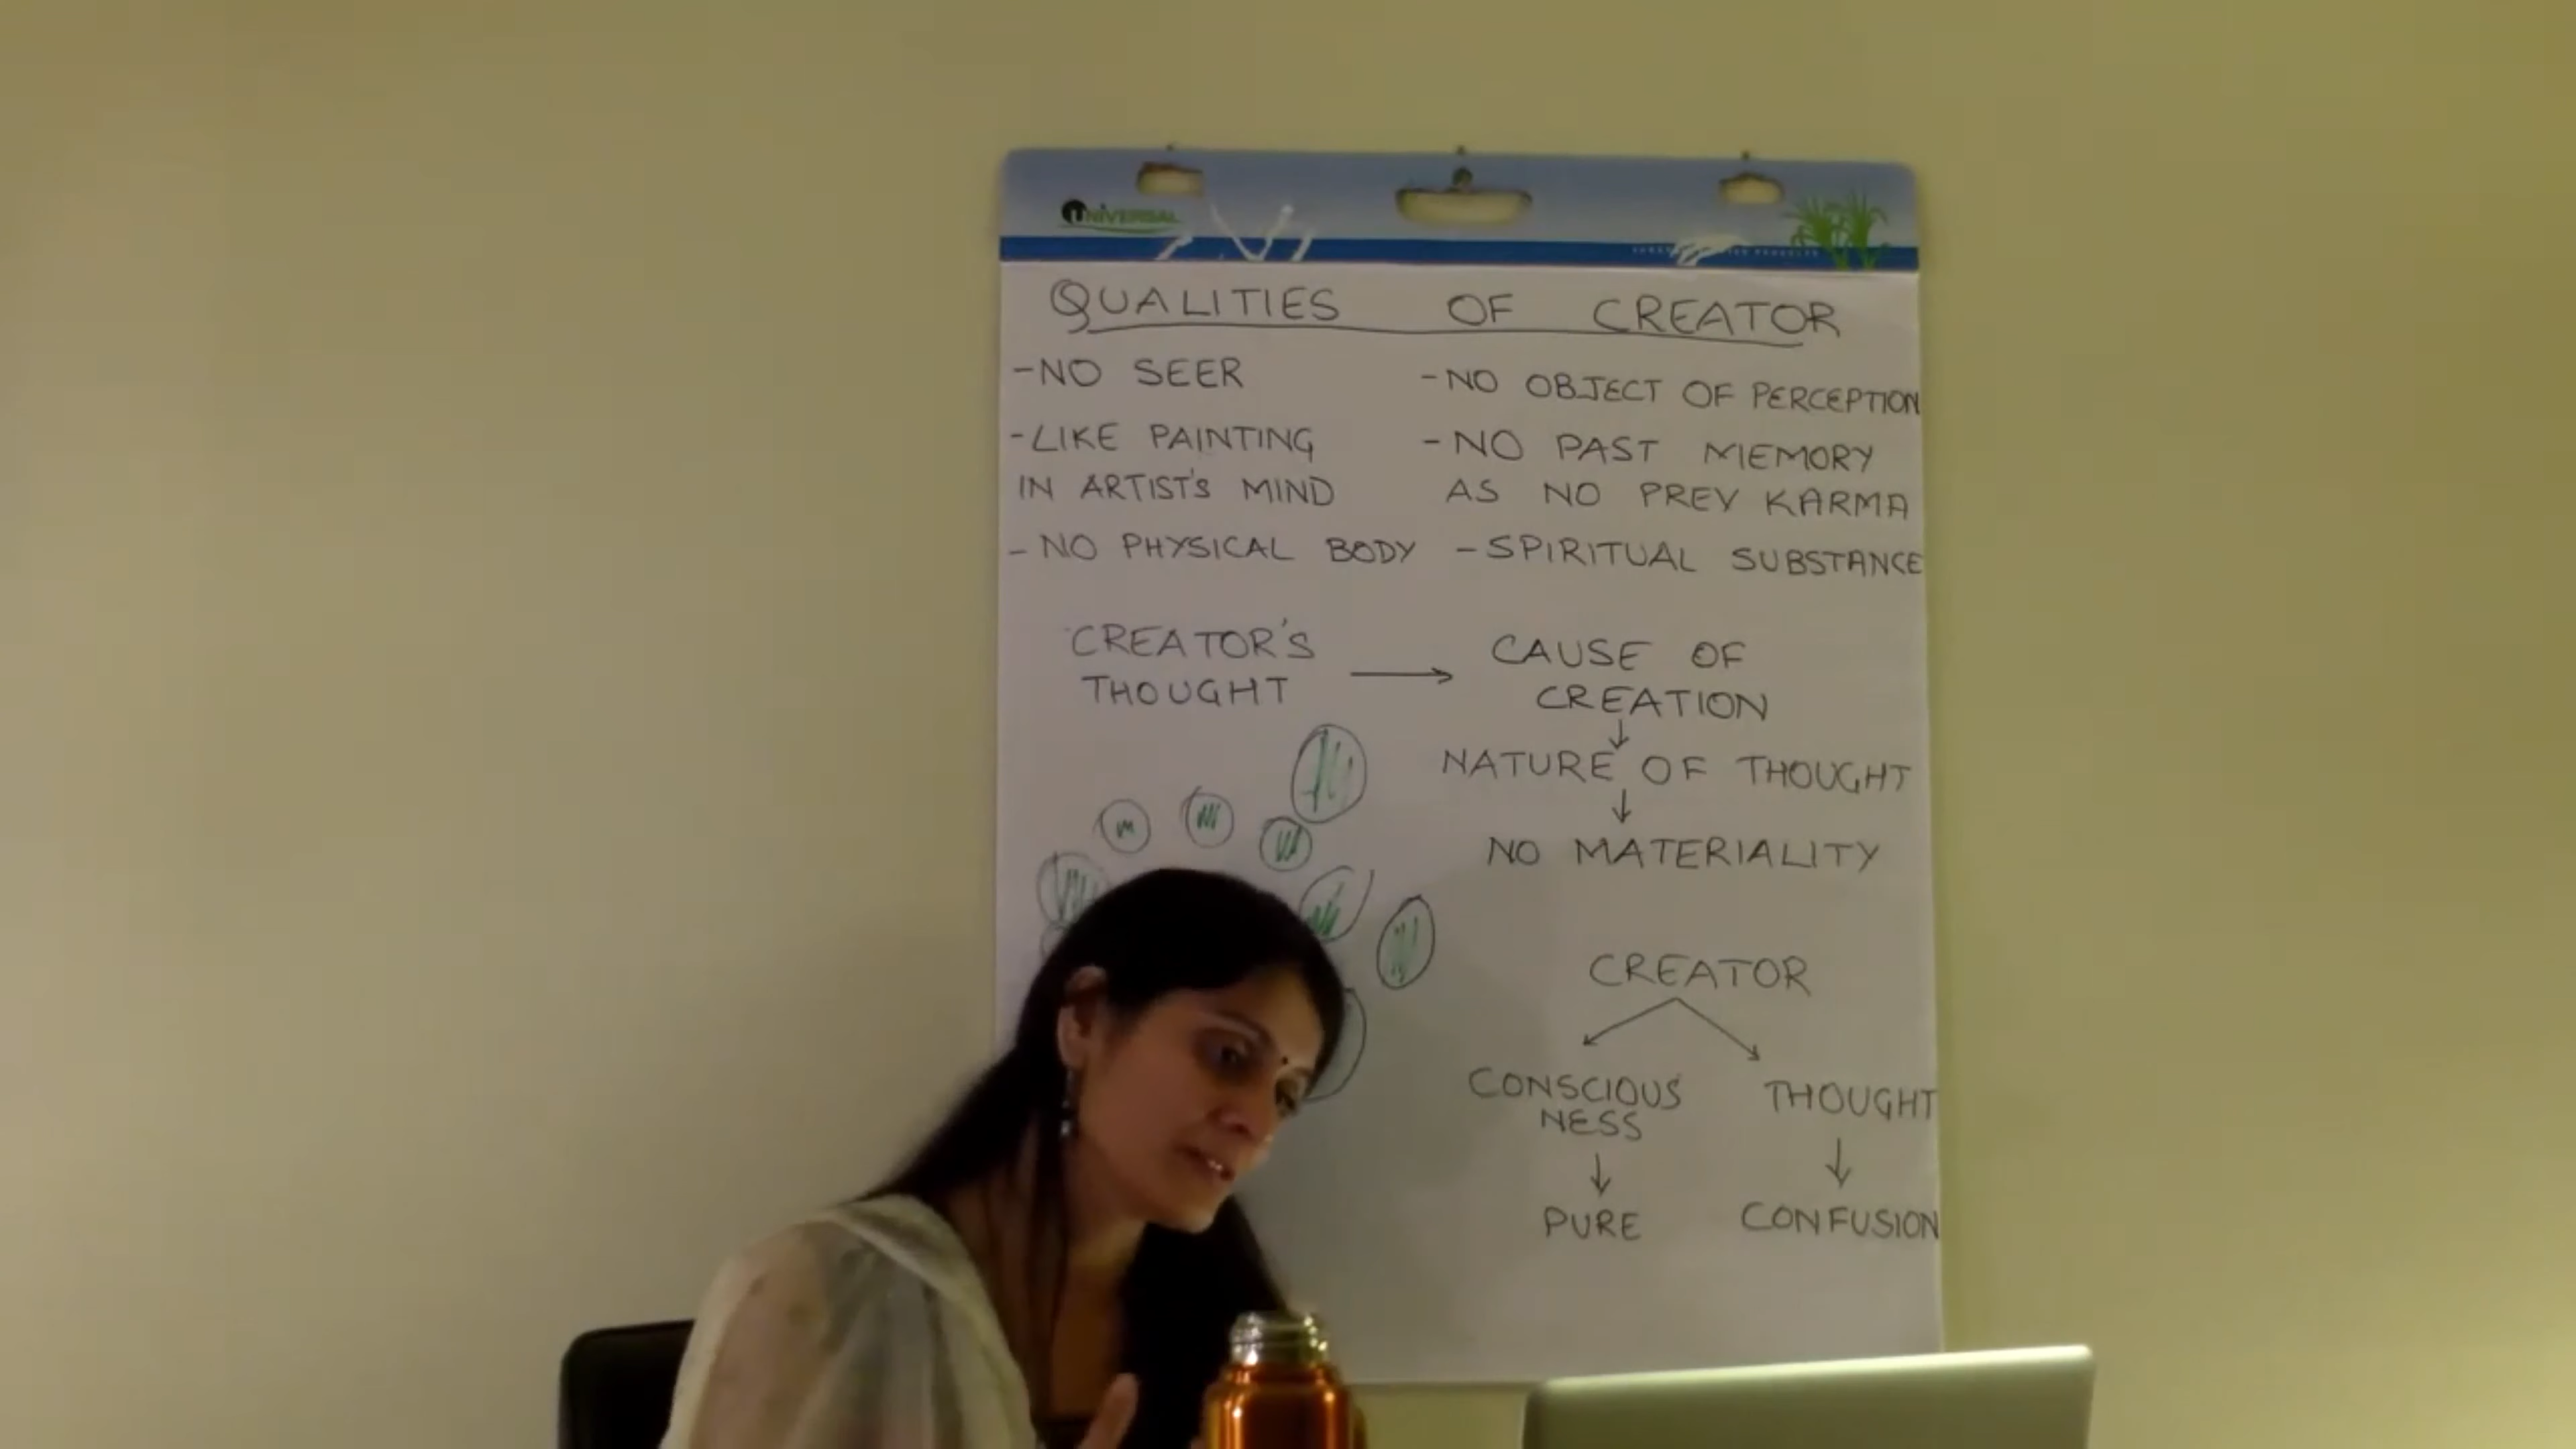 UNIVERSAL
QUALITIES OF CREATOR
-NO SEER
-NO OBJECT OF PERCEPTION
-LIKE PAINTING
IN ARTIST'S MIND
-NO PAST MEMORY
AS NO PREV KARMA
-NO PHYSICAL BODY
-SPIRITUAL SUBSTANCE
CREATOR'S
THOUGHT
→ CAUSE OF
CREATION
↓
NATURE OF THOUGHT
↓
NO MATERIALITY
CREATOR
CONSCIOUS
NESS
↓
PURE
THOUGHT
↓
CONFUSION